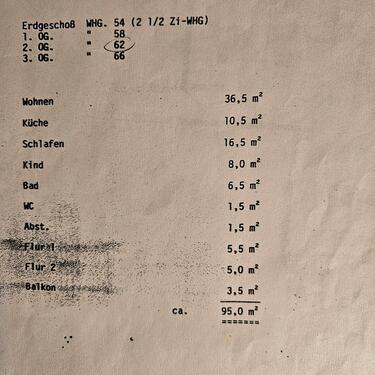 Erdgeschoß WHG. 54 (2 1/2 Zi-WHG)
1. OG. " 58
2. OG. " 62
3. OG. " 66
Wohnen 36,5 m²
Küche 10,5 m²
Schlafen 16,5 m²
Kind 8,0 m²
Bad 6,5 m²
WC 1,5 m²
Abst. 1,5 m²
Flur 1 5,5 m²
Flur 2 5,0 m²
Balkon 3,5 m²
ca. 95,0 m²